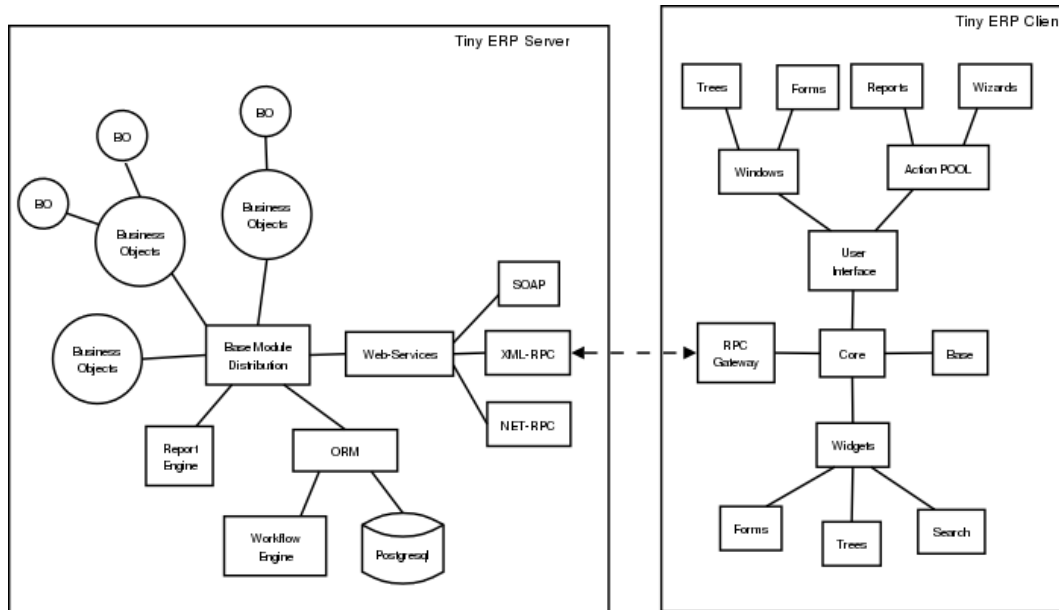 Tiny ERP Server
Tiny ERP Clien
Trees
Forms
Reports
Wizards
BO
BO
BO
Windows
Action POOL
Business
Objects
Business
Objects
User
Interface
SOAP
Business
Objects
Base Module
Distribution
Web-Services
XML-RPC
RPC
Gateway
Core
Base
NET-RPC
Report
Engine
ORM
Widgets
Workflow
Engine
Postgresql
Forms
Trees
Search